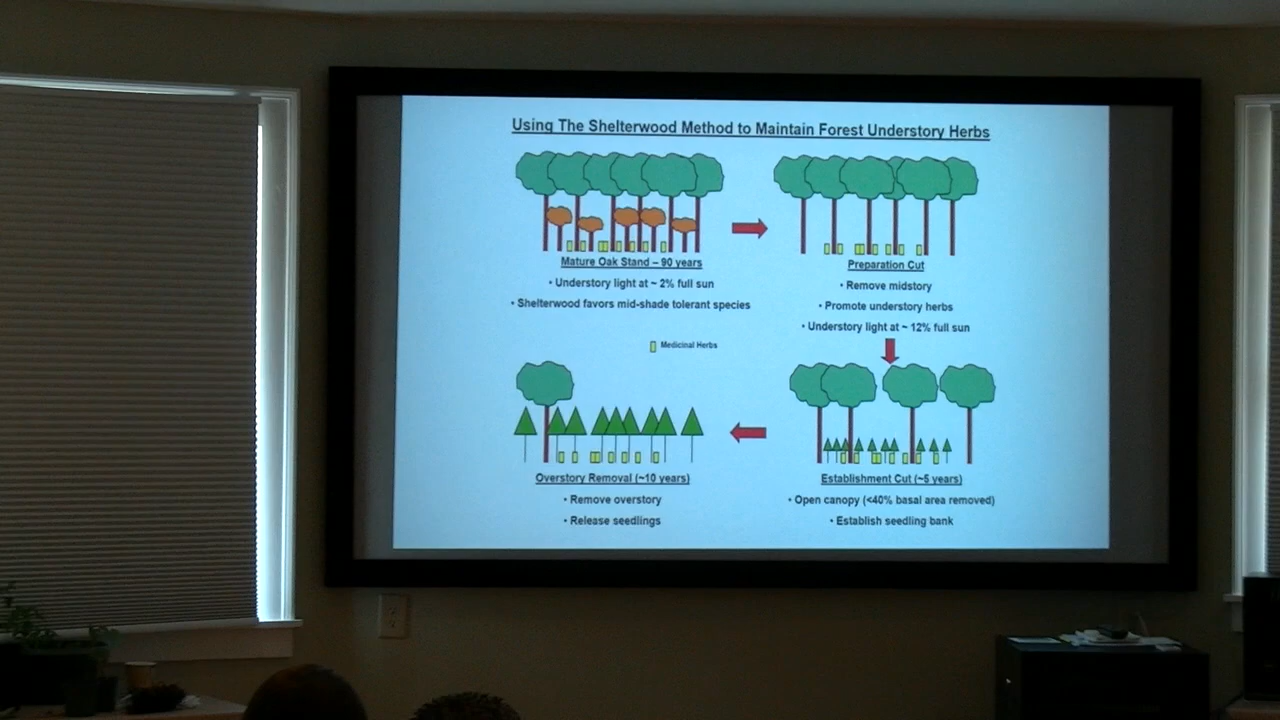 Using The Shelterwood Method to Maintain Forest Understory Herbs
Mature Oak Stand – 90 years
• Understory light at ~ 2% full sun
• Shelterwood favors mid-shade tolerant species
Preparation Cut
• Remove midstory
• Promote understory herbs
• Understory light at ~ 12% full sun
Medicinal Herbs
Overstory Removal (~10 years)
• Remove overstory
• Release seedlings
Establishment Cut (~5 years)
• Open canopy (<40% basal area removed)
• Establish seedling bank